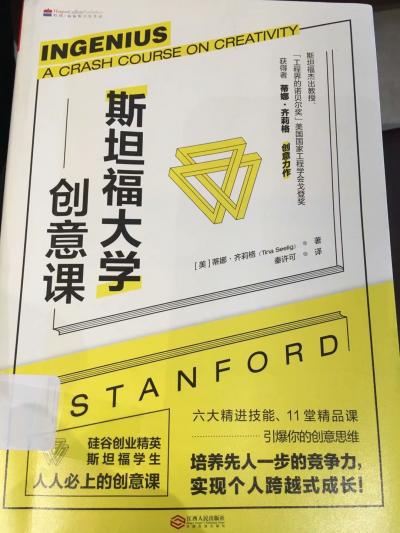 INGENIUS
A CRASH COURSE ON CREATIVITY
斯坦福大学
创意课
斯坦福杰出教授、
「工程界的诺贝尔奖」美国国家工程学会戈登奖
获得者 蒂娜·齐莉格 创意力作
[美]蒂娜·齐莉格(Tina Seelig) 著
秦许可 译
STANFORD
六大精进技能、11堂精品课
引爆你的创意思维
培养先人一步的竞争力,
实现个人跨越式成长!
硅谷创业精英
斯坦福学生
人人必上的创意课
江西人民出版社